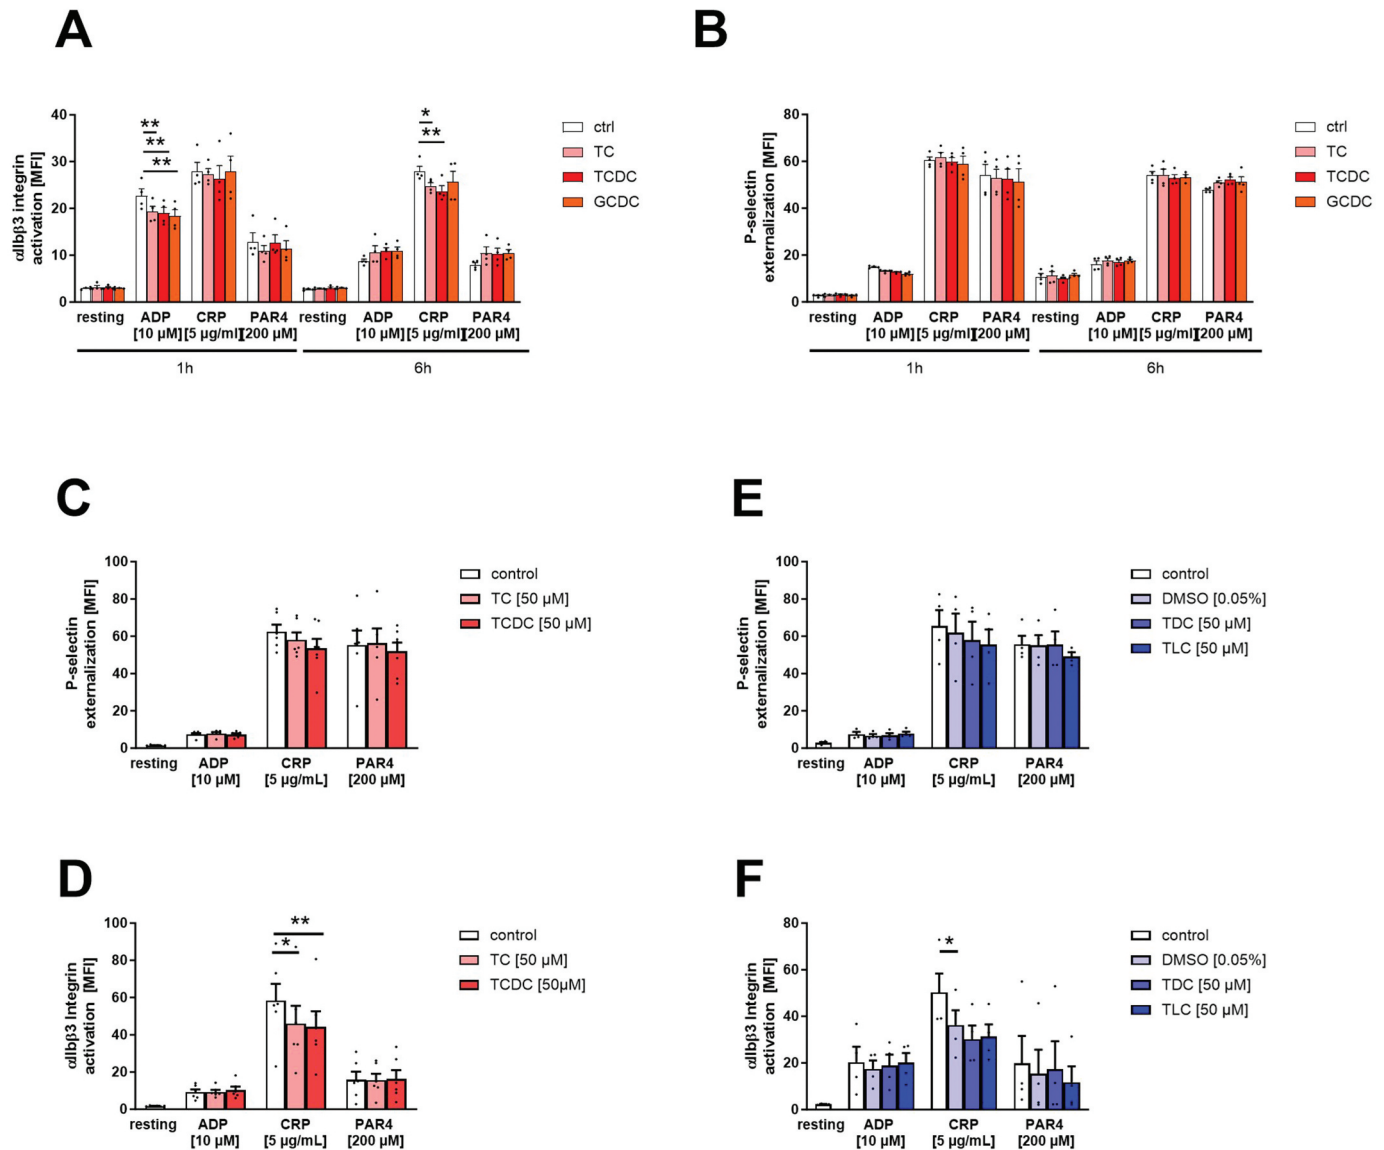 A
αIIbβ3 integrin
activation [MFI]
40
30
20
10
0
**
**
**
*
**
ctrl
TC
TCDC
GCDC
resting ADP CRP PAR4 resting ADP CRP PAR4
[10 µM] [5 µg/ml] [200 µM] [10 µM] [5 µg/ml] [200 µM]
1h 6h
B
P-selectin
externalization [MFI]
80
60
40
20
0
ctrl
TC
TCDC
GCDC
resting ADP CRP PAR4 resting ADP CRP PAR4
[10 µM] [5 µg/ml] [200 µM] [10 µM] [5 µg/ml] [200 µM]
1h 6h
C
P-selectin
externalization [MFI]
100
80
60
40
20
0
control
TC [50 µM]
TCDC [50 µM]
resting ADP CRP PAR4
[10 µM] [5 µg/mL] [200 µM]
E
P-selectin
externalization [MFI]
100
80
60
40
20
0
control
DMSO [0.05%]
TDC [50 µM]
TLC [50 µM]
resting ADP CRP PAR4
[10 µM] [5 µg/mL] [200 µM]
D
αIIbβ3 Integrin
activation [MFI]
100
80
60
40
20
0
**
*
control
TC [50 µM]
TCDC [50µM]
resting ADP CRP PAR4
[10 µM] [5 µg/mL] [200 µM]
F
αIIbβ3 Integrin
activation [MFI]
80
60
40
20
0
*
control
DMSO [0.05%]
TDC [50 µM]
TLC [50 µM]
resting ADP CRP PAR4
[10 µM] [5 µg/mL] [200 µM]